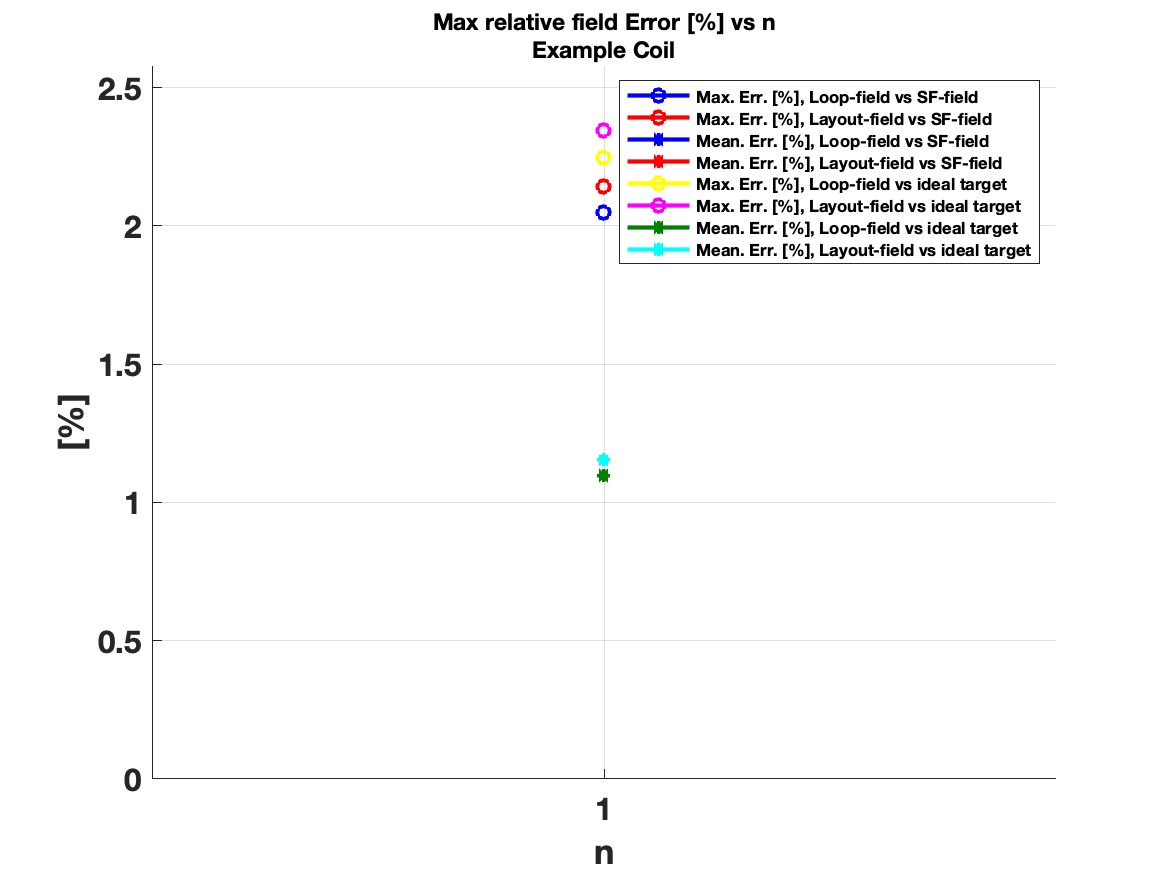 Max relative field Error [%] vs n
Example Coil
2.5
2
1.5
1
0.5
0
[%]
1
n
Max. Err. [%], Loop-field vs SF-field
Max. Err. [%], Layout-field vs SF-field
Mean. Err. [%], Loop-field vs SF-field
Mean. Err. [%], Layout-field vs SF-field
Max. Err. [%], Loop-field vs ideal target
Max. Err. [%], Layout-field vs ideal target
Mean. Err. [%], Loop-field vs ideal target
Mean. Err. [%], Layout-field vs ideal target